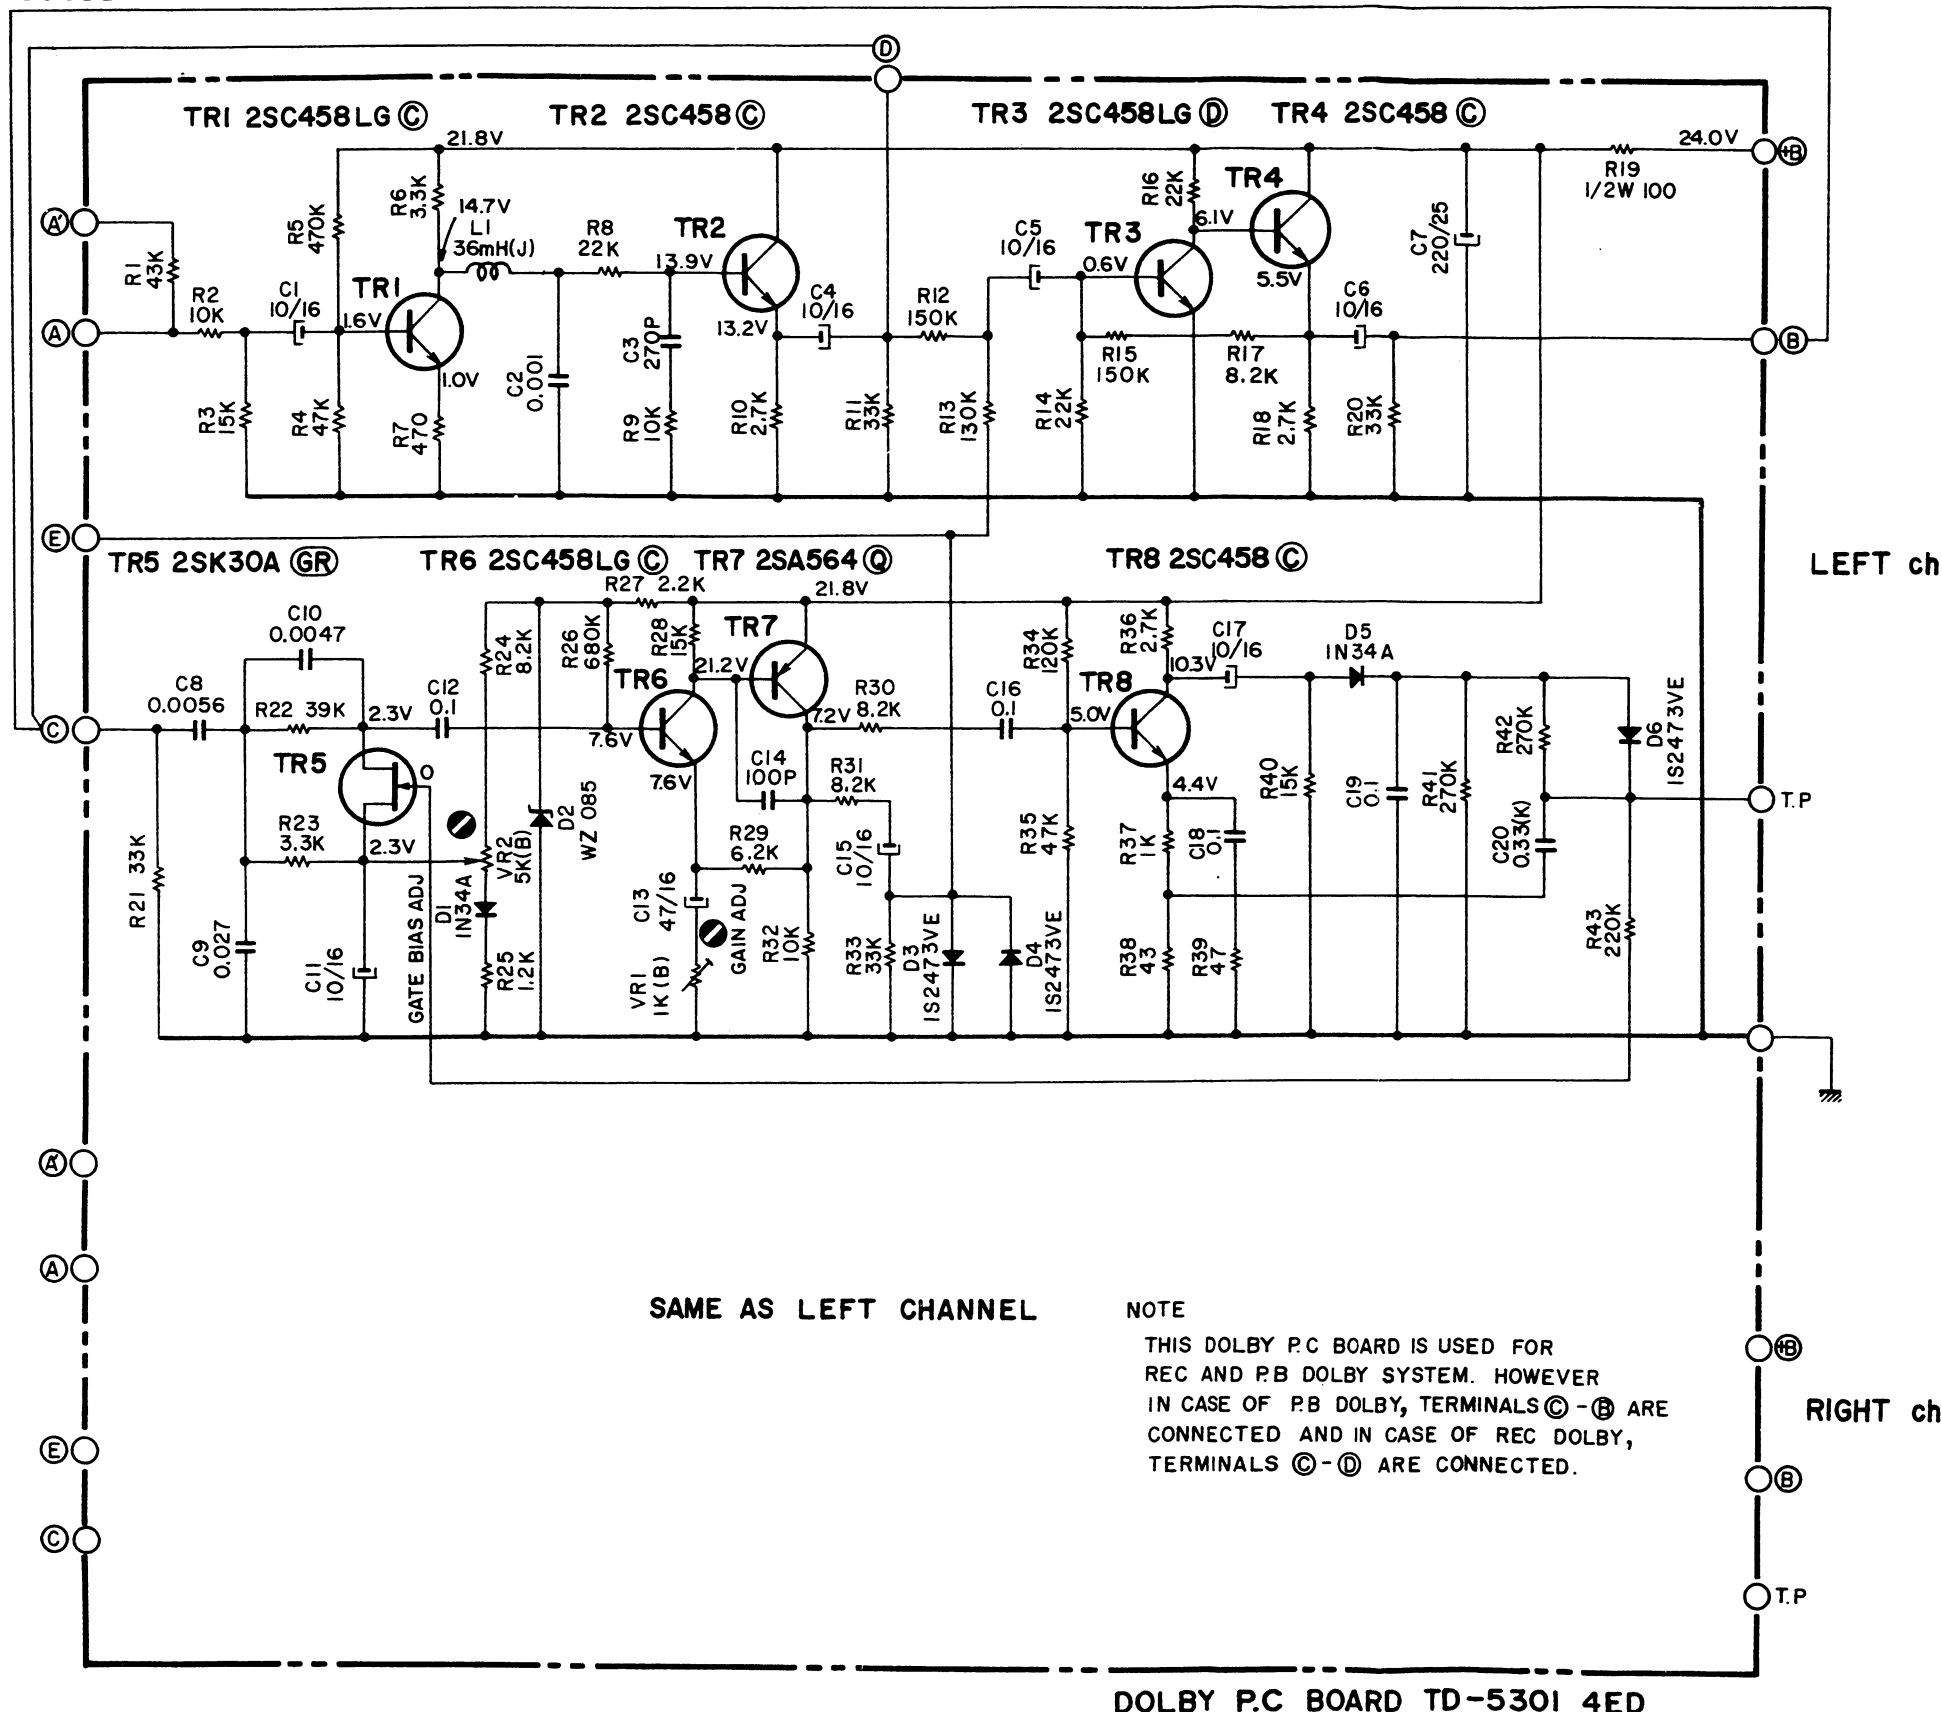 D
TR1 2SC458LG C
TR2 2SC458 C
TR3 2SC458LG D
TR4 2SC458 C
21.8V
24.0V
+B
R19
1/2W 100
R6
3.3K
R5
470K
14.7V
L1
36mH(J)
R8
22K
TR2
13.9V
R16
22K
TR4
6.1V
C7
220/25
A'
R1
43K
A
R2
10K
C1
10/16
TR1
1.6V
1.0V
C2
0.001
C3
270P
13.2V
C4
10/16
R12
150K
C5
10/16
TR3
0.6V
5.5V
C6
10/16
B
R15
150K
R17
8.2K
R3
15K
R4
47K
R7
470
R9
10K
R10
2.7K
R11
33K
R13
130K
R14
22K
R18
2.7K
R20
33K
E
TR5 2SK30A GR
TR6 2SC458LG C
TR7 2SA564 Q
TR8 2SC458 C
LEFT ch
R27 2.2K
21.8V
C10
0.0047
R24
8.2K
R26
680K
R28
15K
TR7
21.2V
R34
120K
R36
2.7K
C17
10/16
D5
1N34A
10.3V
C8
0.0056
R22 39K
2.3V
C12
0.1
TR6
7.6V
7.2V
R30
8.2K
C16
0.1
TR8
5.0V
R42
270K
D6
1S2473VE
C
TR5
0
7.6V
C14
100P
R31
8.2K
4.4V
R40
15K
C19
0.1
R41
270K
T.P
R23
3.3K
2.3V
VR2
5K(B)
D2
WZ 085
R29
6.2K
C15
10/16
R35
47K
R37
1K
C18
0.1
C20
0.33(K)
R21 33K
C9
0.027
C11
10/16
GATE BIAS ADJ
D1
1N34A
R25
1.2K
C13
47/16
VR1
1K(B)
GAIN ADJ
R32
10K
R33
33K
D3
1S2473VE
D4
1S2473VE
R38
43
R39
47
R43
220K
A'
A
SAME AS LEFT CHANNEL
NOTE
THIS DOLBY P.C BOARD IS USED FOR
REC AND P.B DOLBY SYSTEM. HOWEVER
IN CASE OF P.B DOLBY, TERMINALS C - B ARE
CONNECTED AND IN CASE OF REC DOLBY,
TERMINALS C - D ARE CONNECTED.
+B
RIGHT ch
E
B
C
T.P
DOLBY P.C BOARD TD-5301 4ED